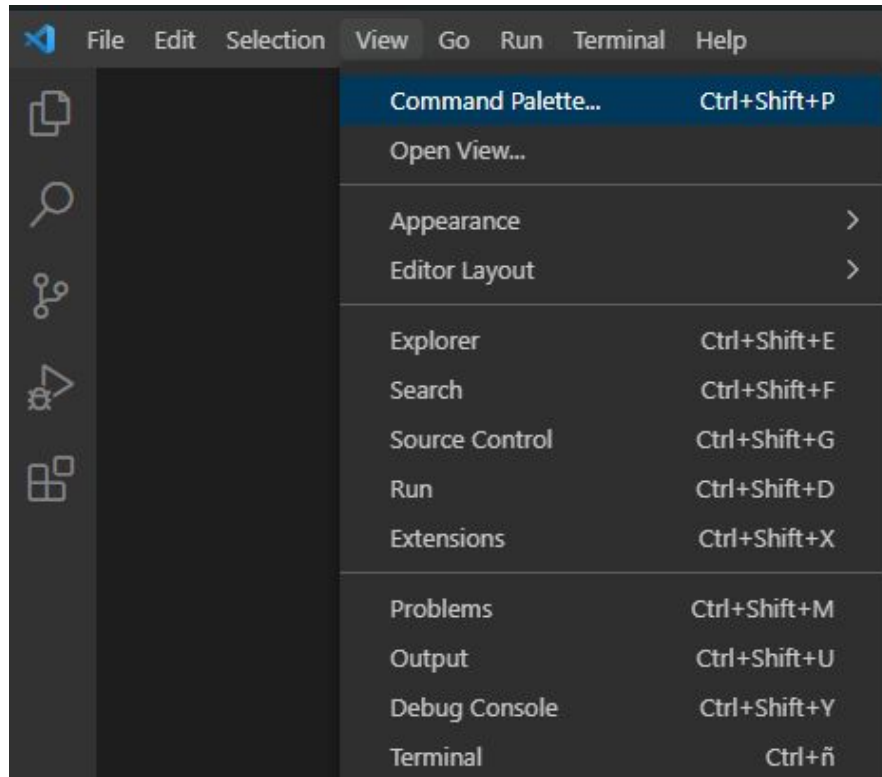 File Edit Selection View Go Run Terminal Help
Command Palette... Ctrl+Shift+P
Open View...
Appearance
Editor Layout
Explorer Ctrl+Shift+E
Search Ctrl+Shift+F
Source Control Ctrl+Shift+G
Run Ctrl+Shift+D
Extensions Ctrl+Shift+X
Problems Ctrl+Shift+M
Output Ctrl+Shift+U
Debug Console Ctrl+Shift+Y
Terminal Ctrl+ñ